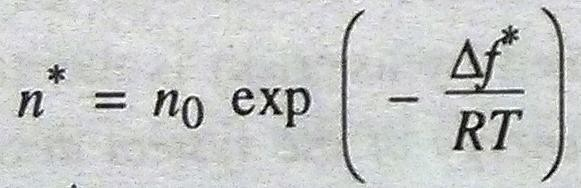 n* = n₀ exp ( − Δf* / RT )